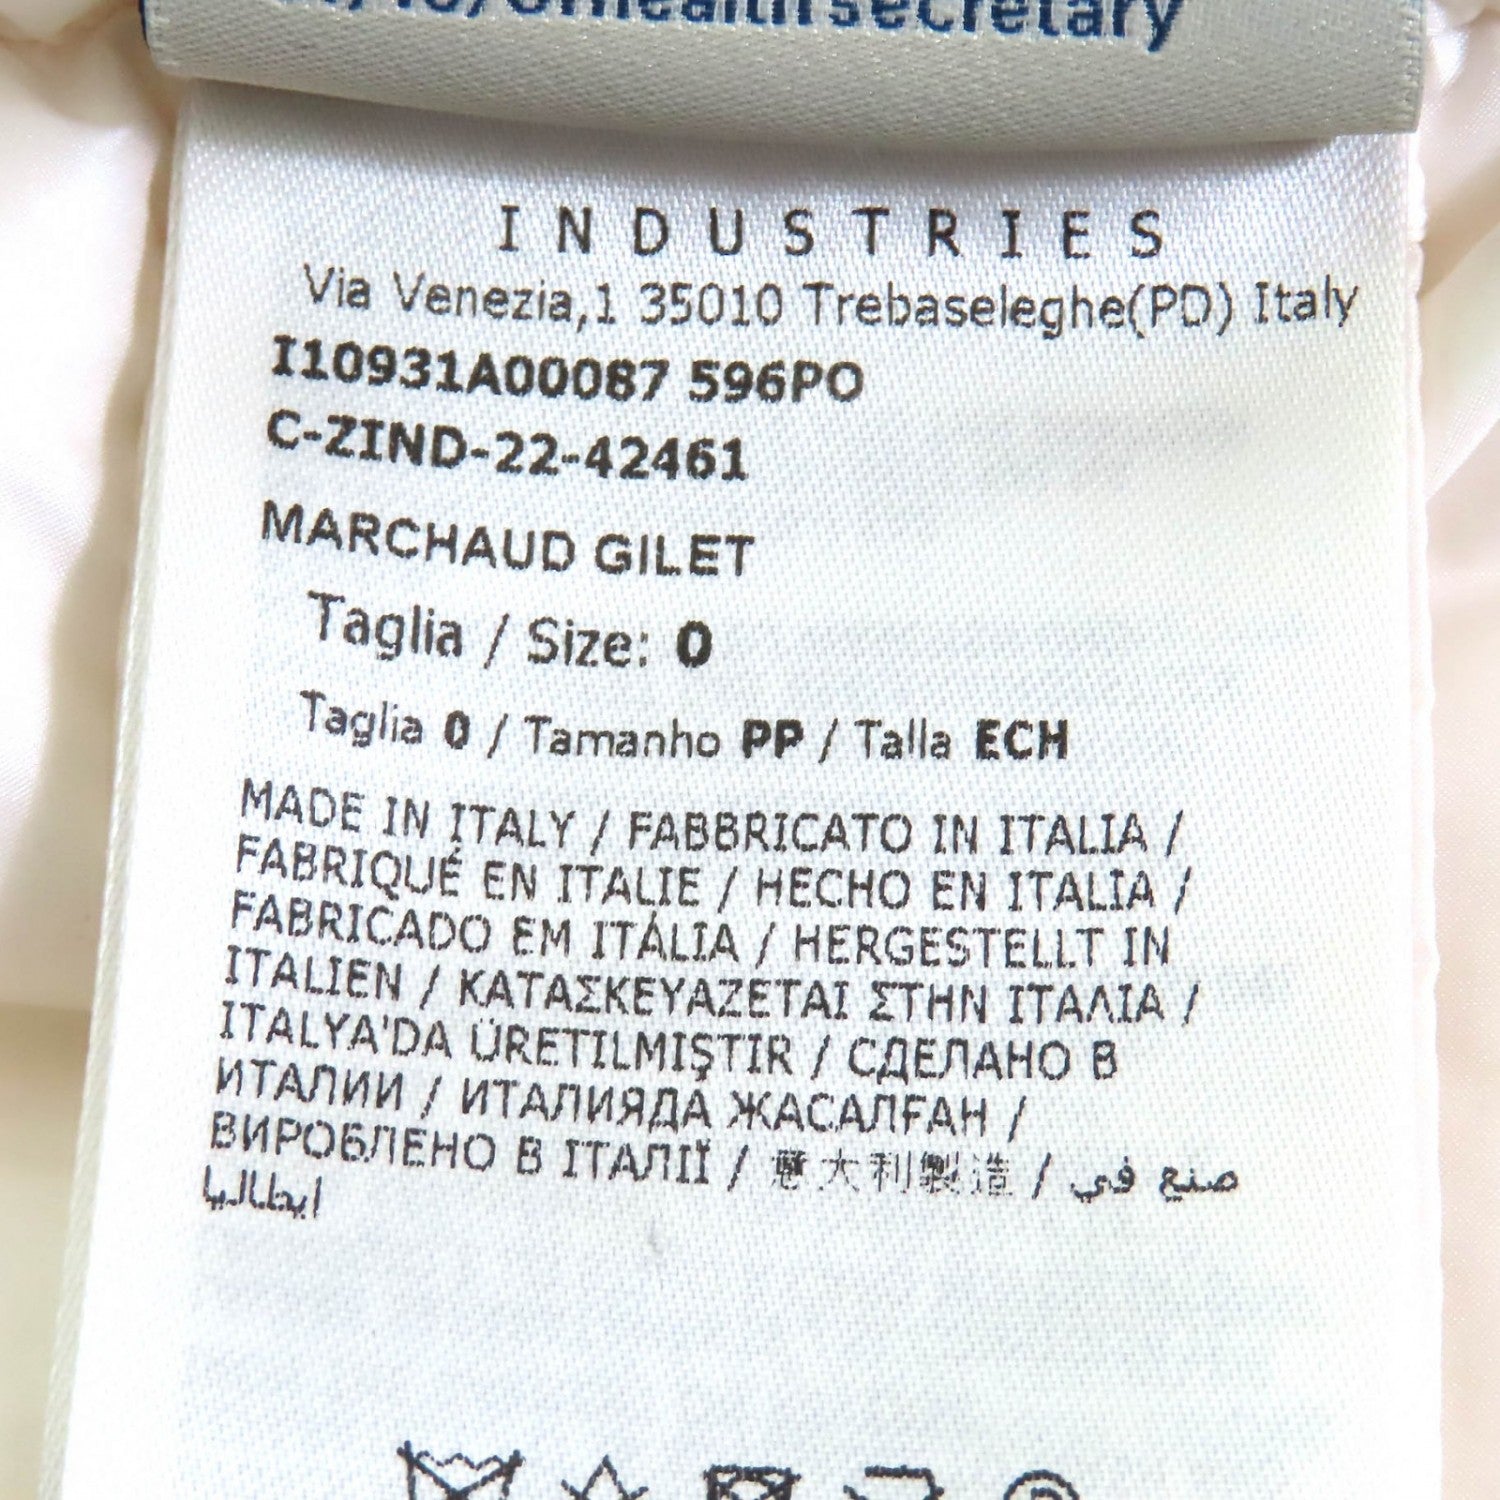 health secretary
INDUSTRIES
Via Venezia,1 35010 Trebaseleghe(PD) Italy
I10931A00087 596PO
C-ZIND-22-42461
MARCHAUD GILET
Taglia / Size: 0
Taglia 0 / Tamanho PP / Talla ECH
MADE IN ITALY / FABBRICATO IN ITALIA /
FABRIQUÉ EN ITALIE / HECHO EN ITALIA /
FABRICADO EM ITÁLIA / HERGESTELLT IN
ITALIEN / ΚΑΤΑΣΚΕΥΑΖΕΤΑΙ ΣΤΗΝ ΙΤΑΛΙΑ /
ITALYA'DA ÜRETILMIŞTIR / СДЕЛАНО В
ИТАЛИИ / ИТАЛИЯДА ЖАСАЛҒАН /
ВИРОБЛЕНО В ІТАЛІЇ / 意大利製造 / صنع في
ايطاليا